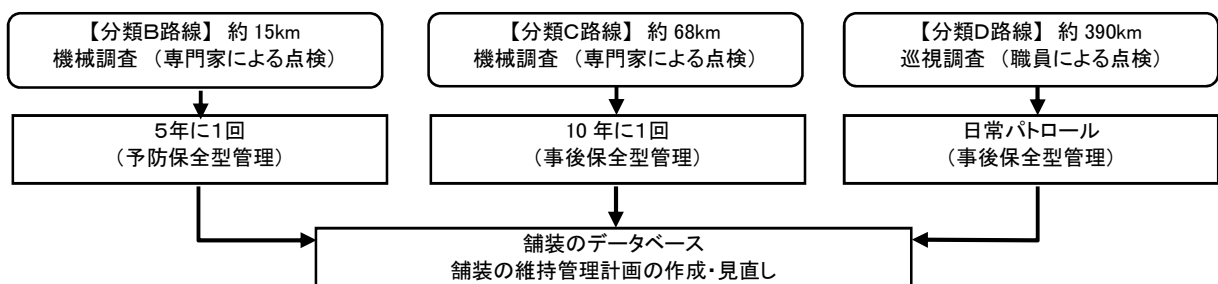 【分類B路線】 約 15km
機械調査 （専門家による点検）
５年に１回
（予防保全型管理）
【分類C路線】 約 68km
機械調査 （専門家による点検）
10 年に１回
（事後保全型管理）
【分類D路線】 約 390km
巡視調査 （職員による点検）
日常パトロール
（事後保全型管理）
舗装のデータベース
舗装の維持管理計画の作成・見直し